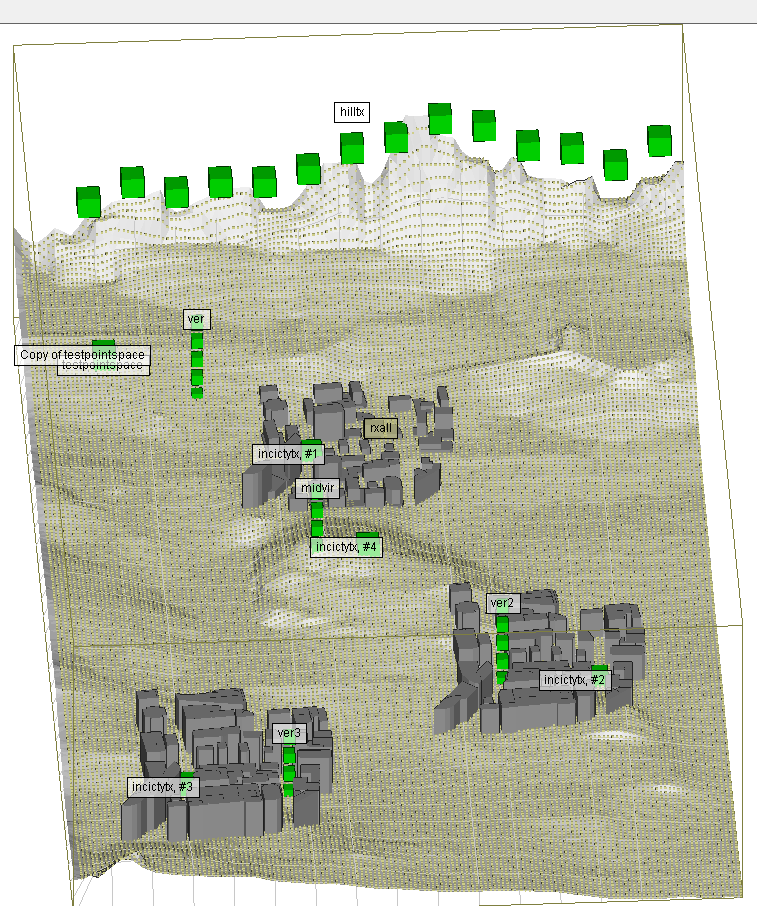 hilltx
ver
Copy of testpointspace
testpointspace
rxall
incictytx, #1
midvir
incictytx, #4
ver2
incictytx, #2
ver3
incictytx, #3